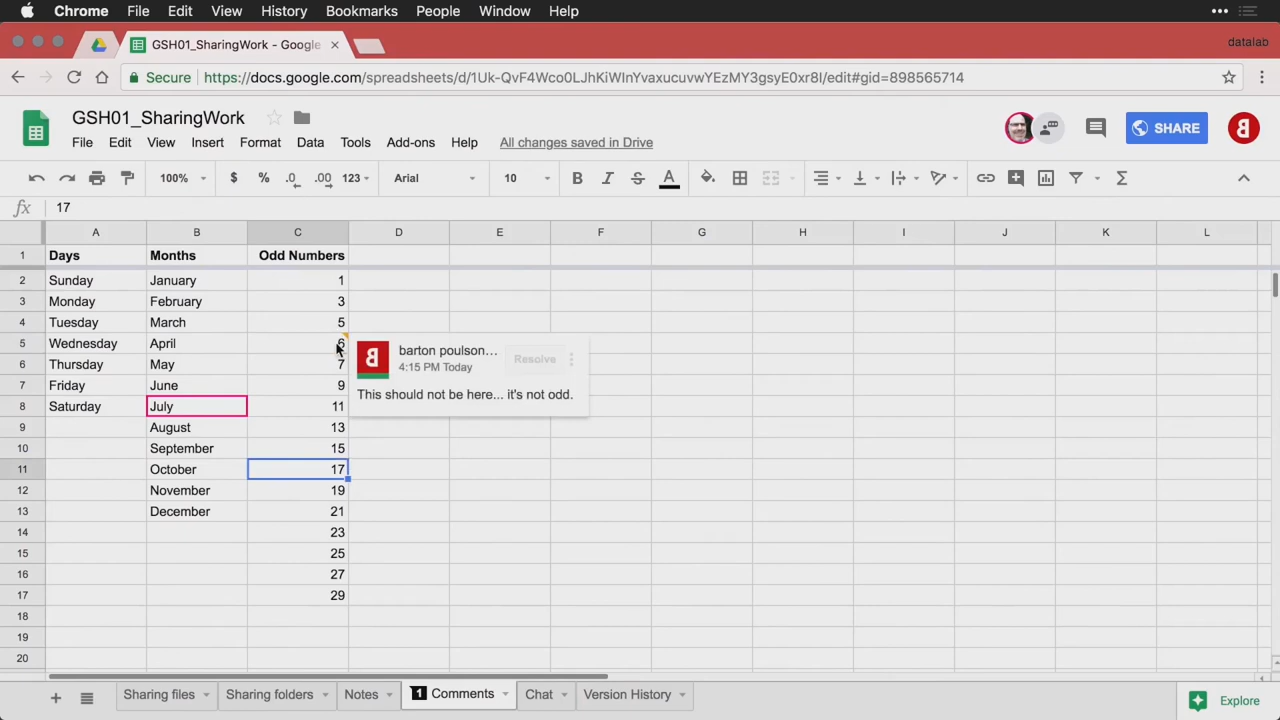 Chrome File Edit View History Bookmarks People Window Help
GSH01_SharingWork - Google
datalab
Secure https://docs.google.com/spreadsheets/d/1Uk-QvF4Wco0LJhKiWlnYvaxucuvwYEzMY3gsyE0xr8I/edit#gid=898565714
GSH01_SharingWork
SHARE
File Edit View Insert Format Data Tools Add-ons Help All changes saved in Drive
100% $ % .0 .00 123 Arial 10 B I S A Σ
fx 17
A B C D E F G H I J K L
1 Days Months Odd Numbers
2 Sunday January 1
3 Monday February 3
4 Tuesday March 5
5 Wednesday April 6
6 Thursday May 7
7 Friday June 9
8 Saturday July 11
9 August 13
10 September 15
11 October 17
12 November 19
13 December 21
14 23
15 25
16 27
17 29
18
19
20
barton poulson… Resolve
4:15 PM Today
This should not be here... it's not odd.
Sharing files Sharing folders Notes 1 Comments Chat Version History Explore